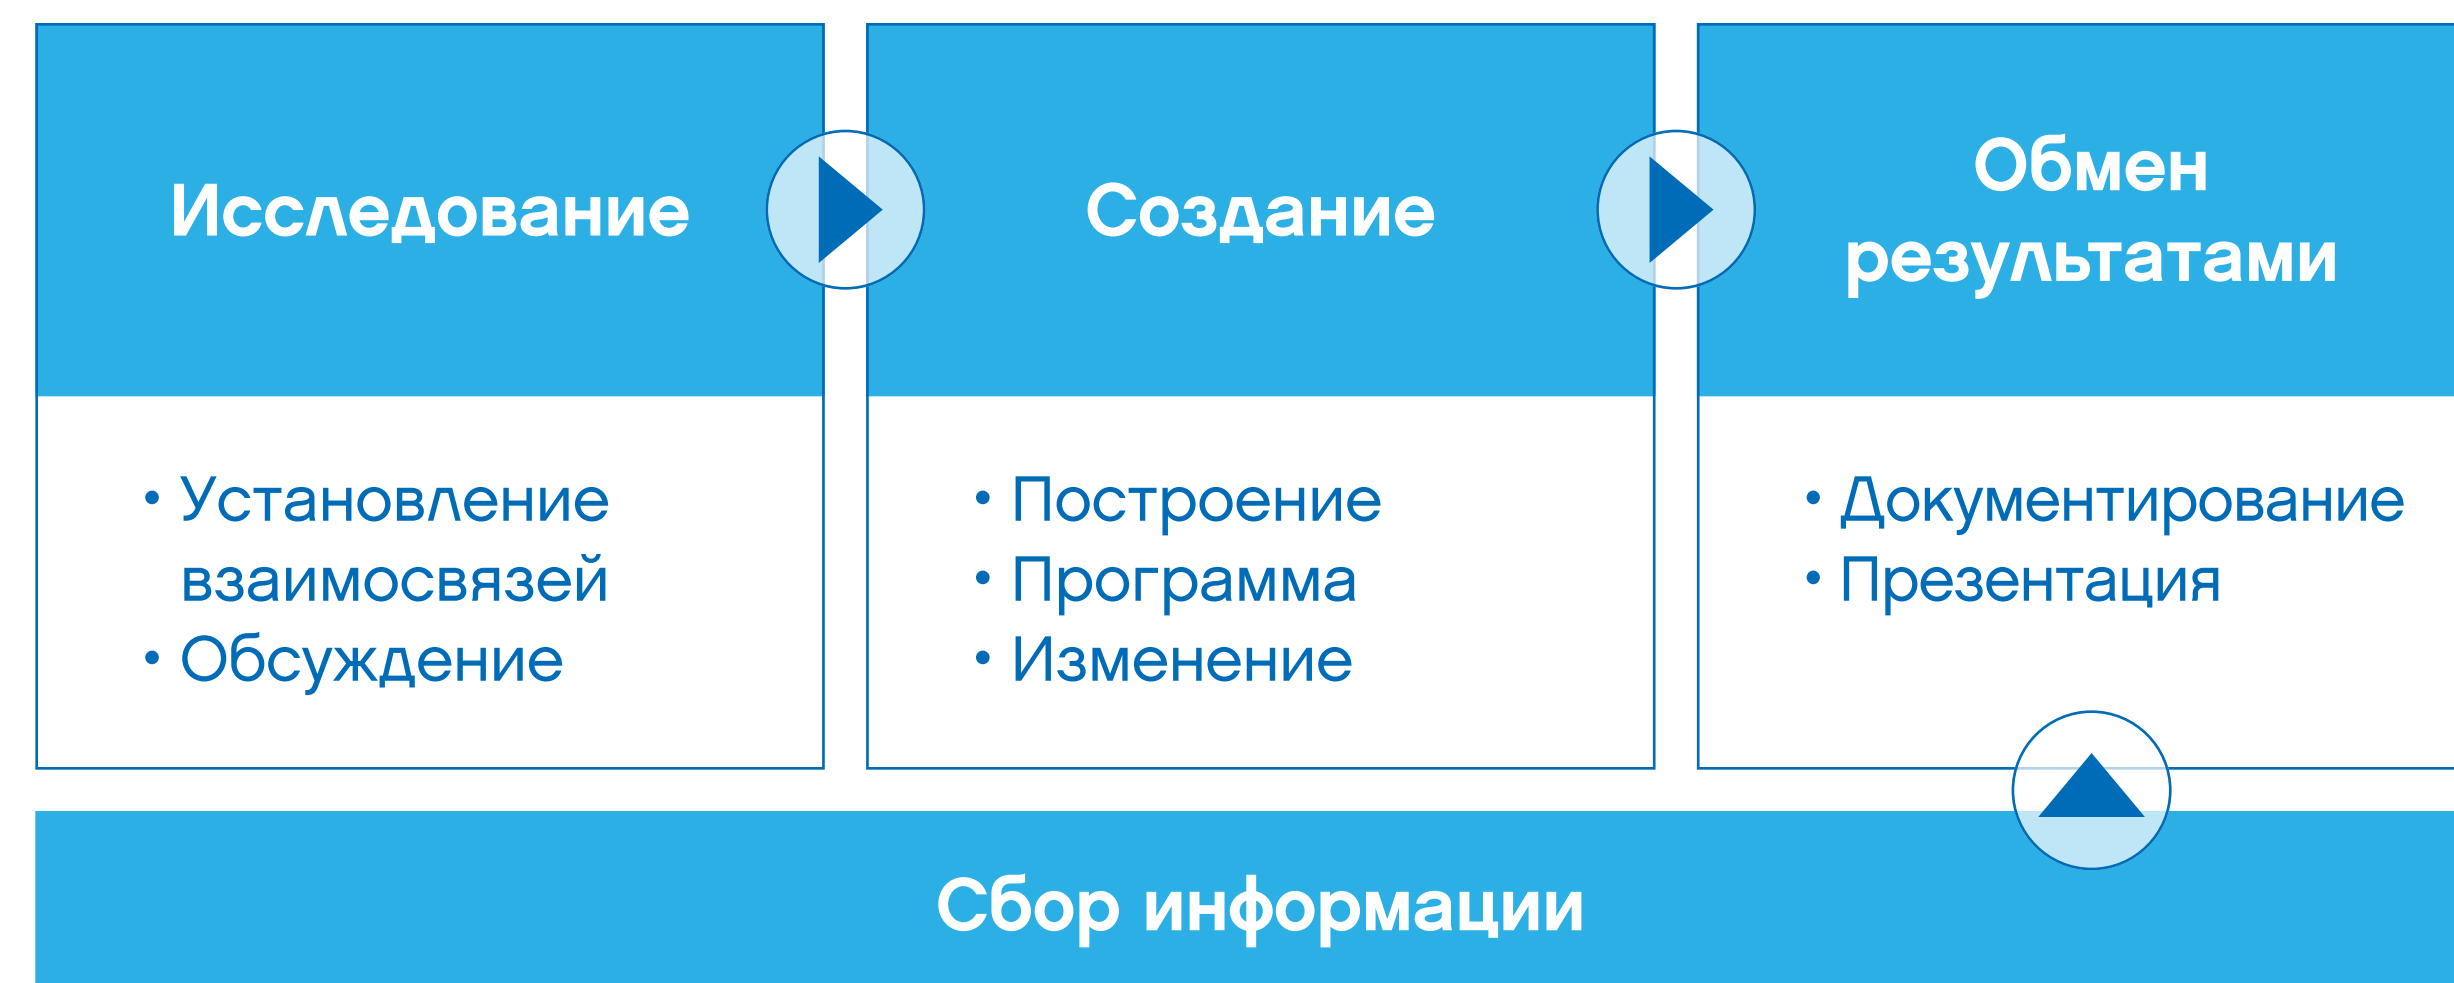 Исследование
Создание
Обмен
результатами
• Установление
взаимосвязей
• Обсуждение
• Построение
• Программа
• Изменение
• Документирование
• Презентация
Сбор информации